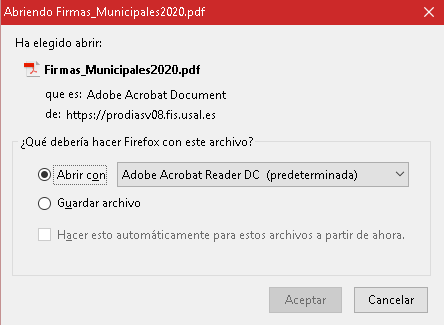 Abriendo Firmas_Municipales2020.pdf
Ha elegido abrir:
Firmas_Municipales2020.pdf
que es: Adobe Acrobat Document
de: https://prodiasv08.fis.usal.es
¿Qué debería hacer Firefox con este archivo?
Abrir con Adobe Acrobat Reader DC (predeterminada)
Guardar archivo
Hacer esto automáticamente para estos archivos a partir de ahora.
Aceptar Cancelar